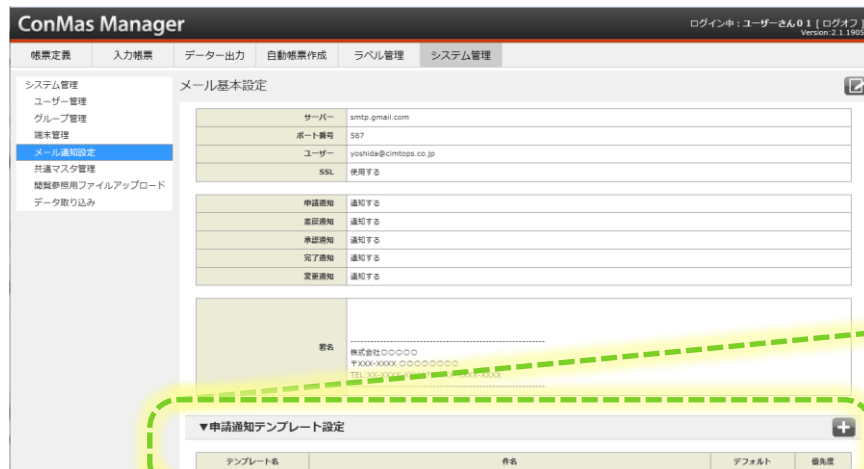 ConMas Manager
ログイン中：ユーザーさん01 [ ログオフ ]
Version:2.1.1905
帳票定義 入力帳票 データー出力 自動帳票作成 ラベル管理 システム管理
システム管理
ユーザー管理
グループ管理
端末管理
メール通知設定
共通マスタ管理
閲覧参照用ファイルアップロード
データ取り込み
メール基本設定
サーバー smtp.gmail.com
ポート番号 587
ユーザー yoshida@cimtops.co.jp
SSL 使用する
申請通知 通知する
差戻通知 通知する
承認通知 通知する
完了通知 通知する
変更通知 通知する
署名
株式会社○○○○○
〒XXX-XXXX ○○○○○○○○
▼申請通知テンプレート設定
テンプレート名 件名 デフォルト 優先度